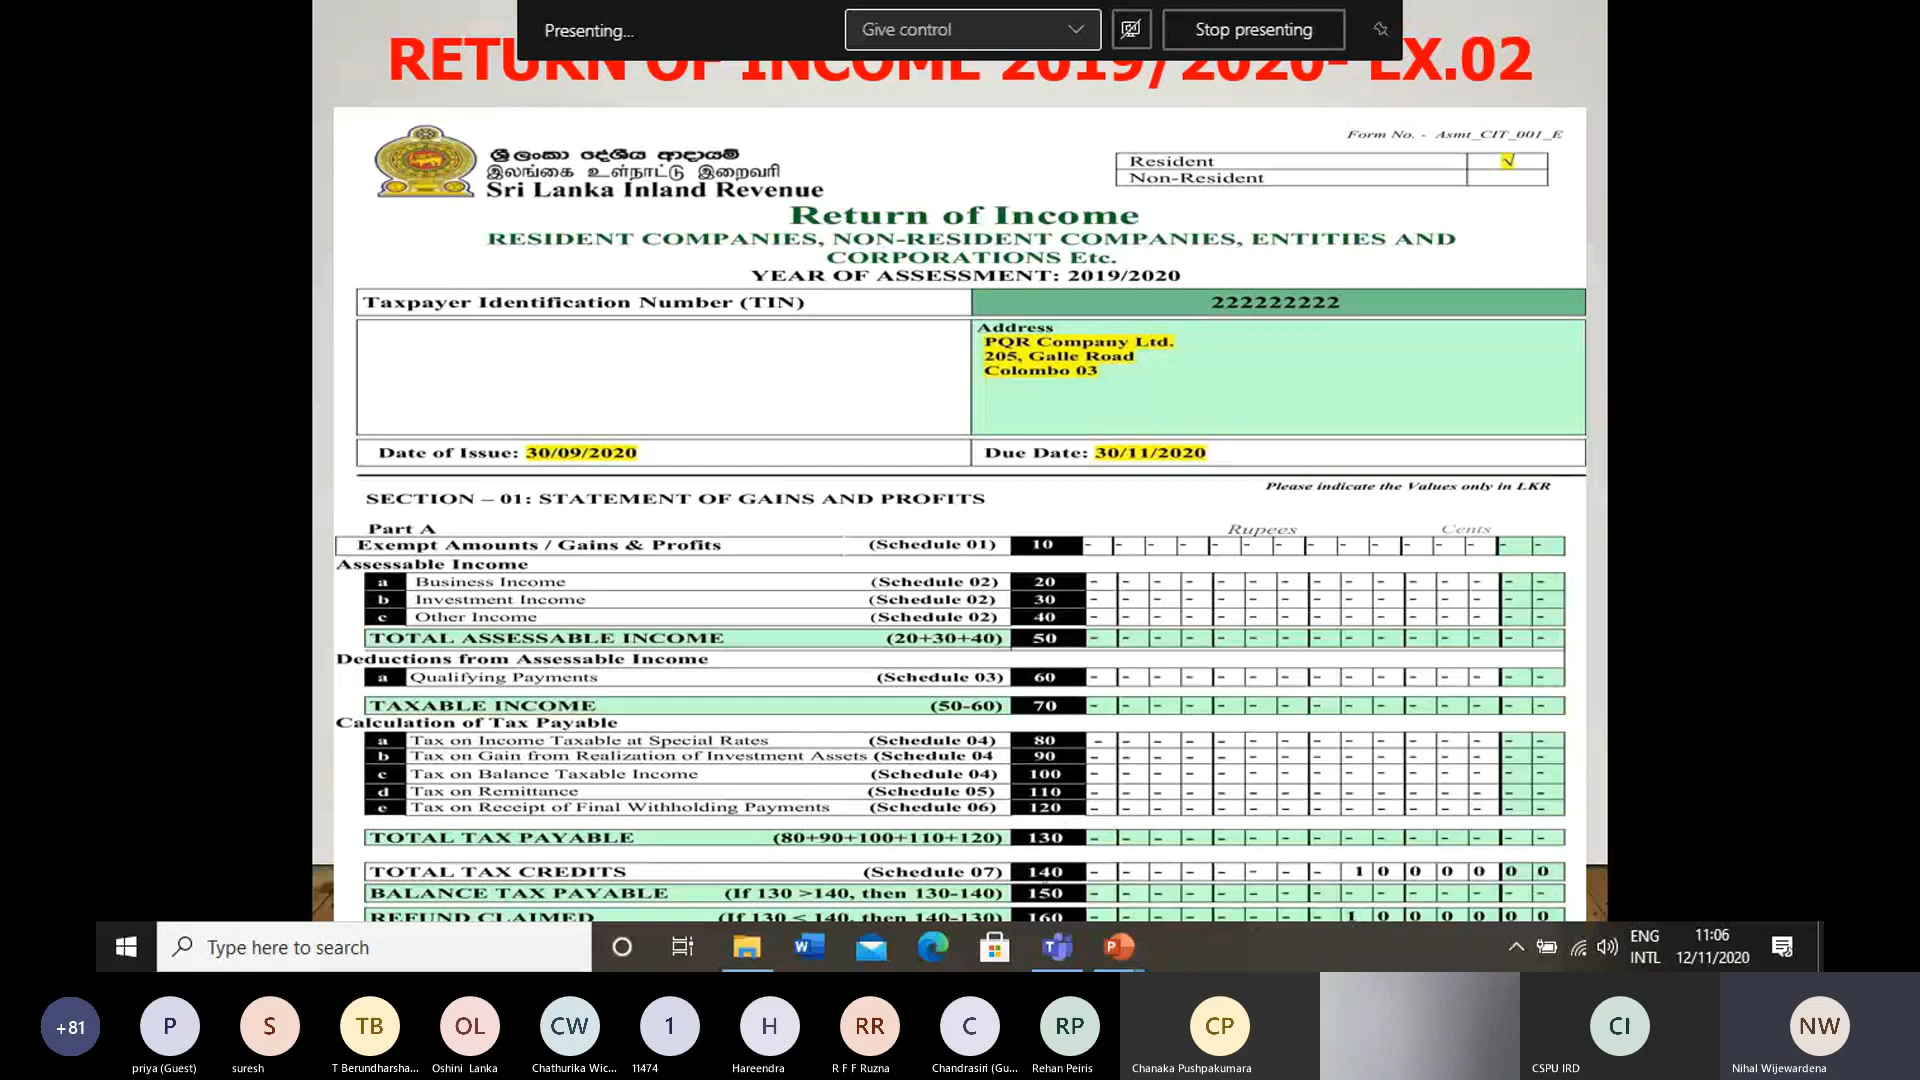 Presenting...
Give control
Stop presenting
RETURN OF INCOME 2019/2020- EX.02
Form No. - Asmt_CIT_001_E
ශ්‍රී ලංකා දේශීය ආදායම්
இலங்கை உள்நாட்டு இறைவரி
Sri Lanka Inland Revenue
Resident √
Non-Resident
Return of Income
RESIDENT COMPANIES, NON-RESIDENT COMPANIES, ENTITIES AND
CORPORATIONS Etc.
YEAR OF ASSESSMENT: 2019/2020
Taxpayer Identification Number (TIN) 222222222
Address
PQR Company Ltd.
205, Galle Road
Colombo 03
Date of Issue: 30/09/2020 Due Date: 30/11/2020
Please indicate the Values only in LKR
SECTION – 01: STATEMENT OF GAINS AND PROFITS
Part A Rupees Cents
Exempt Amounts / Gains & Profits (Schedule 01) 10 - - - - - - - - - - - - - - -
Assessable Income
a Business Income (Schedule 02) 20 - - - - - - - - - - - - - - -
b Investment Income (Schedule 02) 30 - - - - - - - - - - - - - - -
c Other Income (Schedule 02) 40 - - - - - - - - - - - - - - -
TOTAL ASSESSABLE INCOME (20+30+40) 50 - - - - - - - - - - - - - - -
Deductions from Assessable Income
a Qualifying Payments (Schedule 03) 60 - - - - - - - - - - - - - - -
TAXABLE INCOME (50-60) 70 - - - - - - - - - - - - - - -
Calculation of Tax Payable
a Tax on Income Taxable at Special Rates (Schedule 04) 80 - - - - - - - - - - - - - - -
b Tax on Gain from Realization of Investment Assets (Schedule 04 90 - - - - - - - - - - - - - - -
c Tax on Balance Taxable Income (Schedule 04) 100 - - - - - - - - - - - - - - -
d Tax on Remittance (Schedule 05) 110 - - - - - - - - - - - - - - -
e Tax on Receipt of Final Withholding Payments (Schedule 06) 120 - - - - - - - - - - - - - - -
TOTAL TAX PAYABLE (80+90+100+110+120) 130 - - - - - - - - - - - - - - -
TOTAL TAX CREDITS (Schedule 07) 140 - - - - - - - - 1 0 0 0 0 0 0
BALANCE TAX PAYABLE (If 130 >140, then 130-140) 150 - - - - - - - - - - - - - - -
REFUND CLAIMED (If 130 < 140, then 140-130) 160 - - - - - - - - 1 0 0 0 0 0 0
Type here to search
W
P
ENG
INTL
11:06
12/11/2020
+81
P
S
TB
OL
CW
1
H
RR
C
RP
CP
CI
NW
priya (Guest)
suresh
T Berundharsha...
Oshini Lanka
Chathurika Wic...
11474
Hareendra
R F F Ruzna
Chandrasiri (Gu...
Rehan Peiris
Chanaka Pushpakumara
CSPU IRD
Nihal Wijewardena